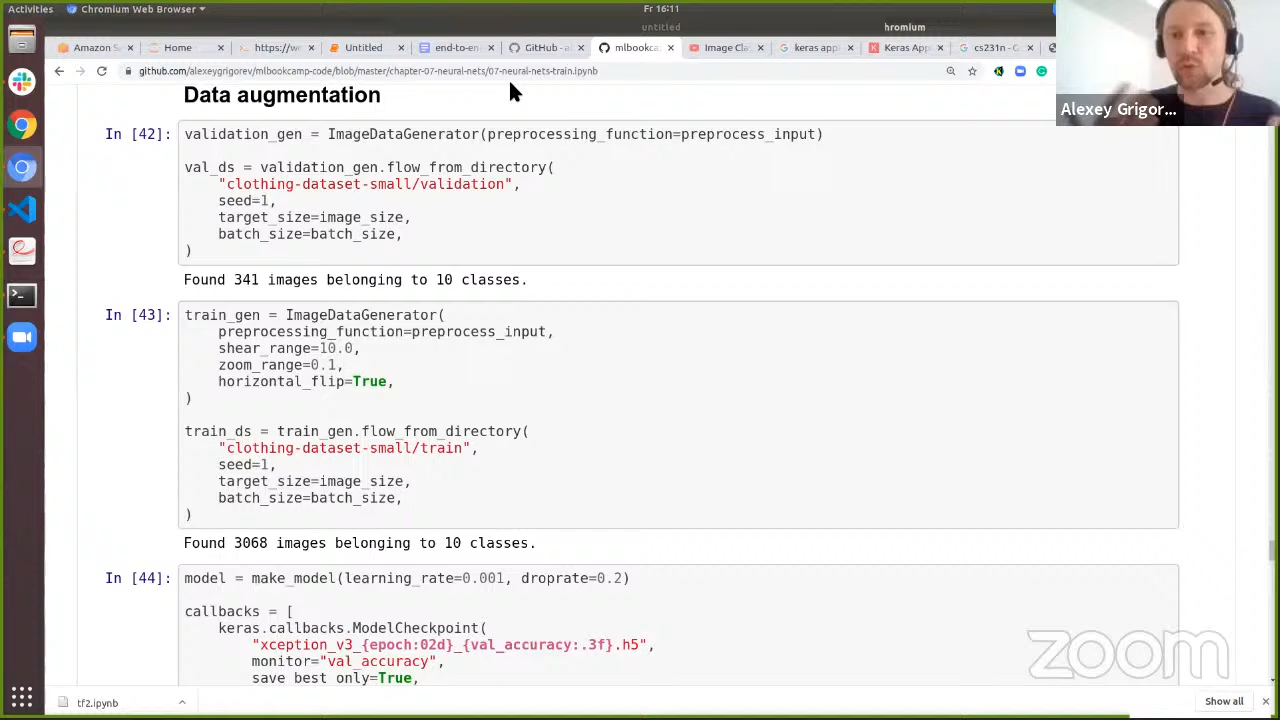 Activities
Chromium Web Browser
Fr 16:11
untitled
hromium
Amazon S
Home
https://we
Untitled
end-to-en
GitHub - a
mlbookca
Image Cla
keras appl
Keras App
cs231n - G
github.com/alexeygrigorev/mlbookcamp-code/blob/master/chapter-07-neural-nets/07-neural-nets-train.ipynb
Alexey Grigor...
Data augmentation
In [42]:
validation_gen = ImageDataGenerator(preprocessing_function=preprocess_input)
val_ds = validation_gen.flow_from_directory(
"clothing-dataset-small/validation",
seed=1,
target_size=image_size,
batch_size=batch_size,
)
Found 341 images belonging to 10 classes.
In [43]:
train_gen = ImageDataGenerator(
preprocessing_function=preprocess_input,
shear_range=10.0,
zoom_range=0.1,
horizontal_flip=True,
)
train_ds = train_gen.flow_from_directory(
"clothing-dataset-small/train",
seed=1,
target_size=image_size,
batch_size=batch_size,
)
Found 3068 images belonging to 10 classes.
In [44]:
model = make_model(learning_rate=0.001, droprate=0.2)
callbacks = [
keras.callbacks.ModelCheckpoint(
"xception_v3_{epoch:02d}_{val_accuracy:.3f}.h5",
monitor="val_accuracy",
save_best_only=True,
zoom
tf2.ipynb
Show all